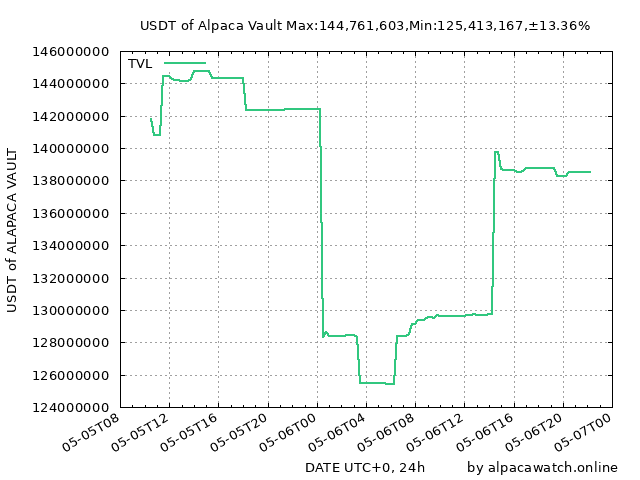 USDT of Alpaca Vault Max:144,761,603,Min:125,413,167,±13.36%
TVL
146000000
144000000
142000000
140000000
138000000
136000000
134000000
132000000
130000000
128000000
126000000
124000000
USDT of ALAPACA VAULT
05-05T08
05-05T12
05-05T16
05-05T20
05-06T00
05-06T04
05-06T08
05-06T12
05-06T16
05-06T20
05-07T00
DATE UTC+0, 24h
by alpacawatch.online